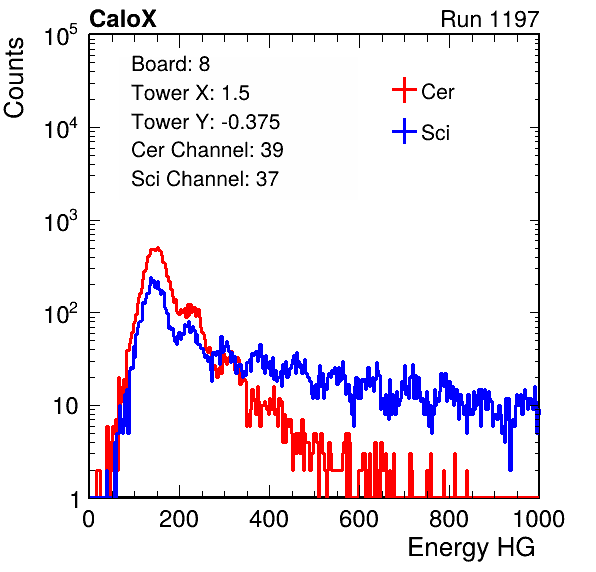 CaloX Run 1197
10^5
Counts
Board: 8
Tower X: 1.5
Tower Y: -0.375
Cer Channel: 39
Sci Channel: 37
Cer
Sci
10^4
10^3
10^2
10
1
0 200 400 600 800 1000
Energy HG